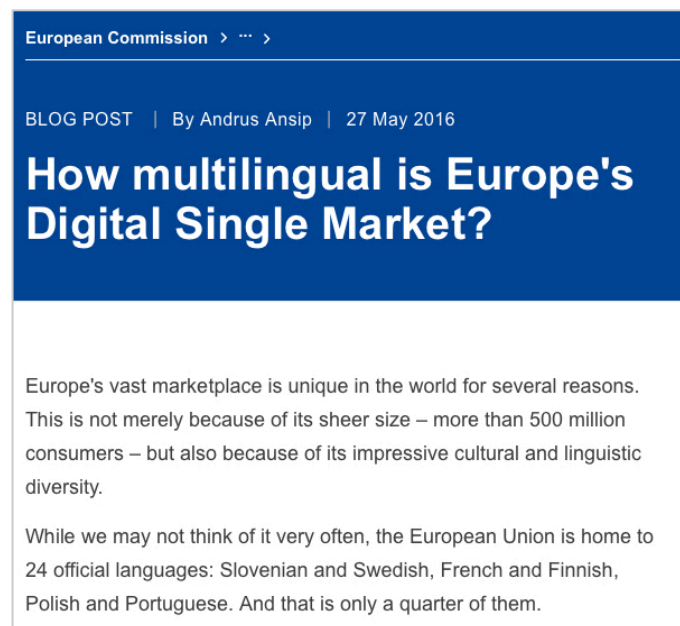 European Commission > ... >
BLOG POST | By Andrus Ansip | 27 May 2016
How multilingual is Europe's
Digital Single Market?
Europe's vast marketplace is unique in the world for several reasons.
This is not merely because of its sheer size – more than 500 million
consumers – but also because of its impressive cultural and linguistic
diversity.
While we may not think of it very often, the European Union is home to
24 official languages: Slovenian and Swedish, French and Finnish,
Polish and Portuguese. And that is only a quarter of them.